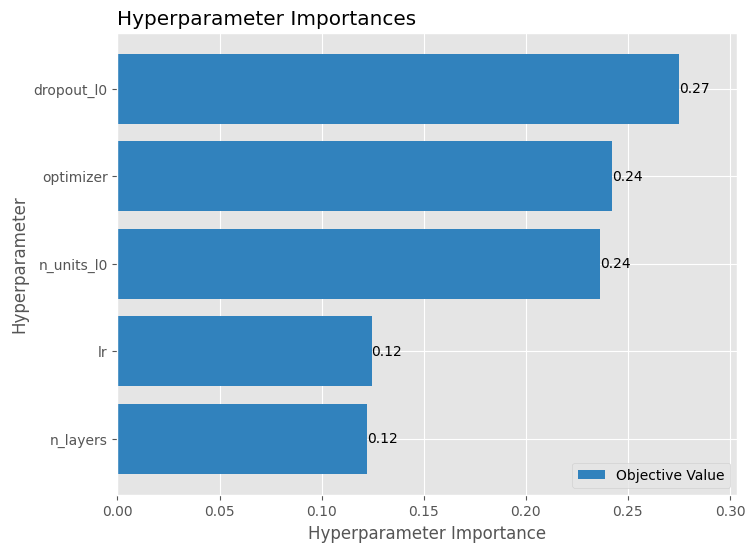 Hyperparameter Importances
Hyperparameter
dropout_l0
0.27
optimizer
0.24
n_units_l0
0.24
lr
0.12
n_layers
0.12
Objective Value
0.00 0.05 0.10 0.15 0.20 0.25 0.30
Hyperparameter Importance